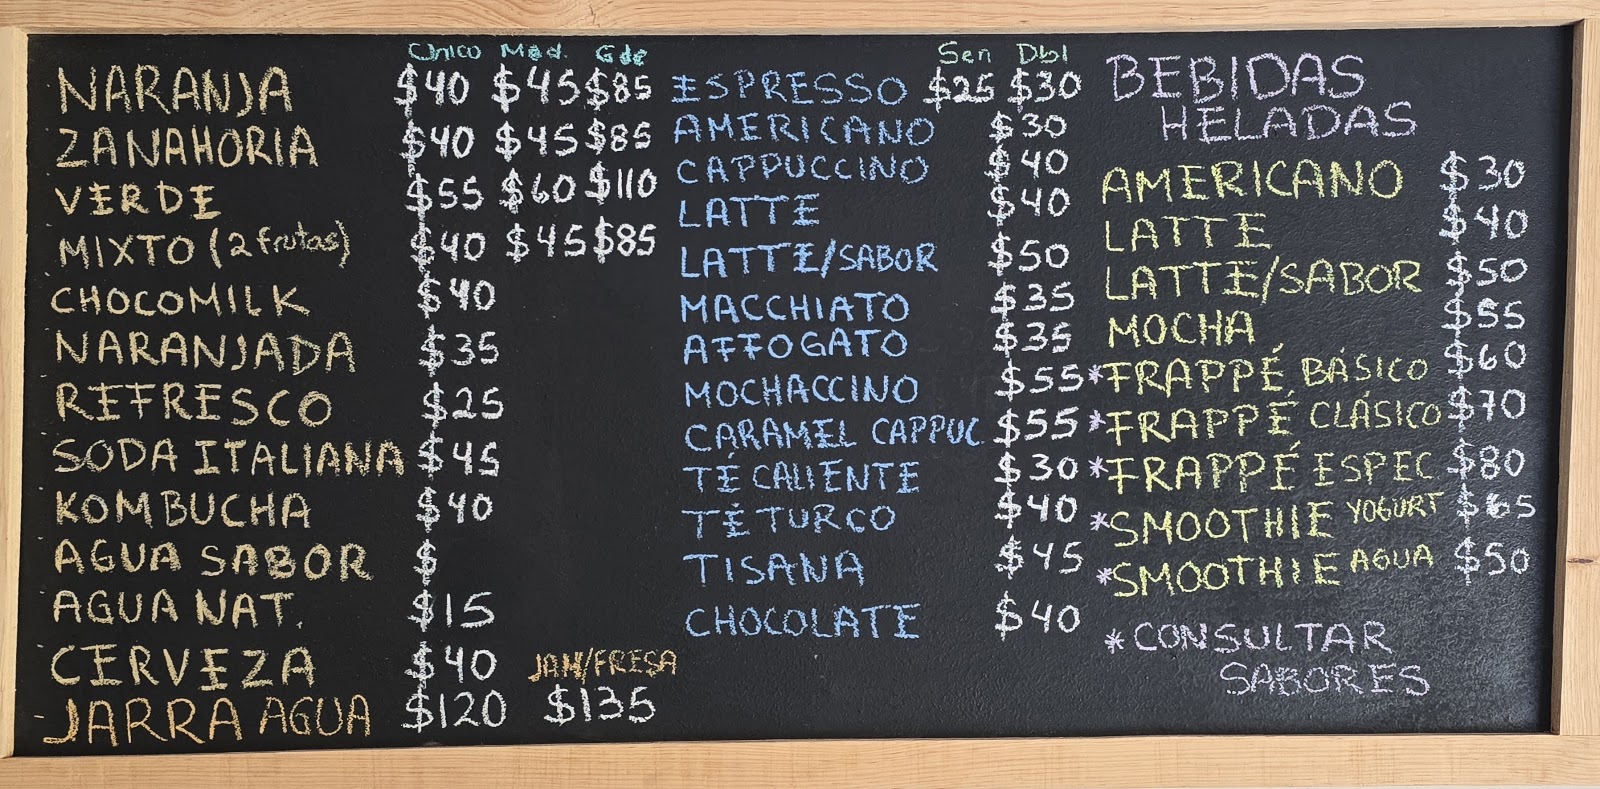 Chico Med. Gde
NARANJA $40 $45 $85
ZANAHORIA $40 $45 $85
VERDE $55 $60 $110
MIXTO (2 frutas) $40 $45 $85
CHOCOMILK $40
NARANJADA $35
REFRESCO $25
SODA ITALIANA $45
KOMBUCHA $40
AGUA SABOR $
AGUA NAT. $15
CERVEZA $40
JAM/FRESA
JARRA AGUA $120 $135
Sen Dbl
ESPRESSO $25 $30
AMERICANO $30
CAPPUCCINO $40
LATTE $40
LATTE/SABOR $50
MACCHIATO $35
AFFOGATO $35
MOCHACCINO $55
CARAMEL CAPPUC. $55
TÉ CALIENTE $30
TÉ TURCO $40
TISANA $45
CHOCOLATE $40
BEBIDAS
HELADAS
AMERICANO $30
LATTE $40
LATTE/SABOR $50
MOCHA $55
*FRAPPÉ BÁSICO $60
*FRAPPÉ CLÁSICO $70
*FRAPPÉ ESPEC. $80
*SMOOTHIE YOGURT $65
*SMOOTHIE AGUA $50
*CONSULTAR
SABORES